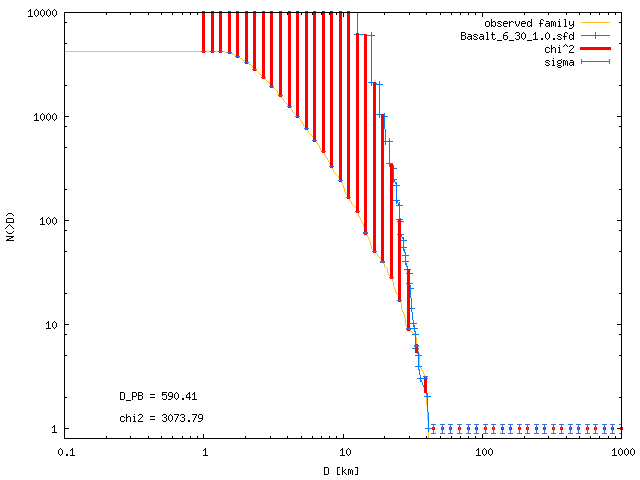 10000
1000
100
10
1
N(>D)
observed family
Basalt_6_30_1.0.sfd
chi^2
sigma
D_PB = 590.41
chi2 = 3073.79
0.1 1 10 100 1000
D [km]